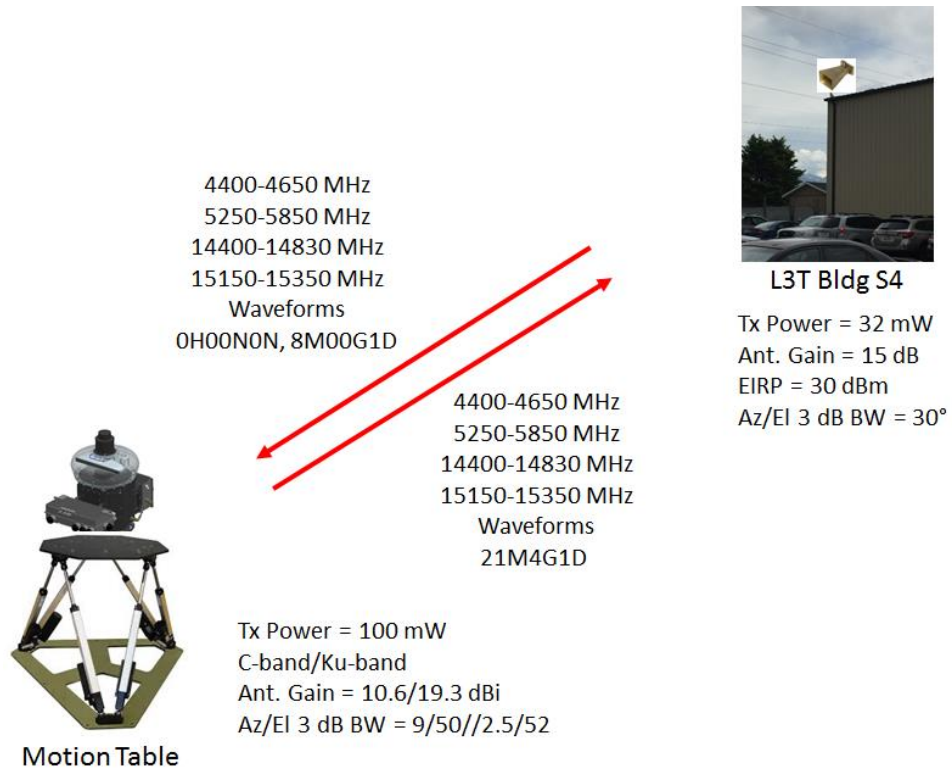 4400-4650 MHz
5250-5850 MHz
14400-14830 MHz
15150-15350 MHz
Waveforms
0H00N0N, 8M00G1D
L3T Bldg S4
Tx Power = 32 mW
Ant. Gain = 15 dB
EIRP = 30 dBm
Az/El 3 dB BW = 30°
4400-4650 MHz
5250-5850 MHz
14400-14830 MHz
15150-15350 MHz
Waveforms
21M4G1D
Tx Power = 100 mW
C-band/Ku-band
Ant. Gain = 10.6/19.3 dBi
Az/El 3 dB BW = 9/50//2.5/52
Motion Table